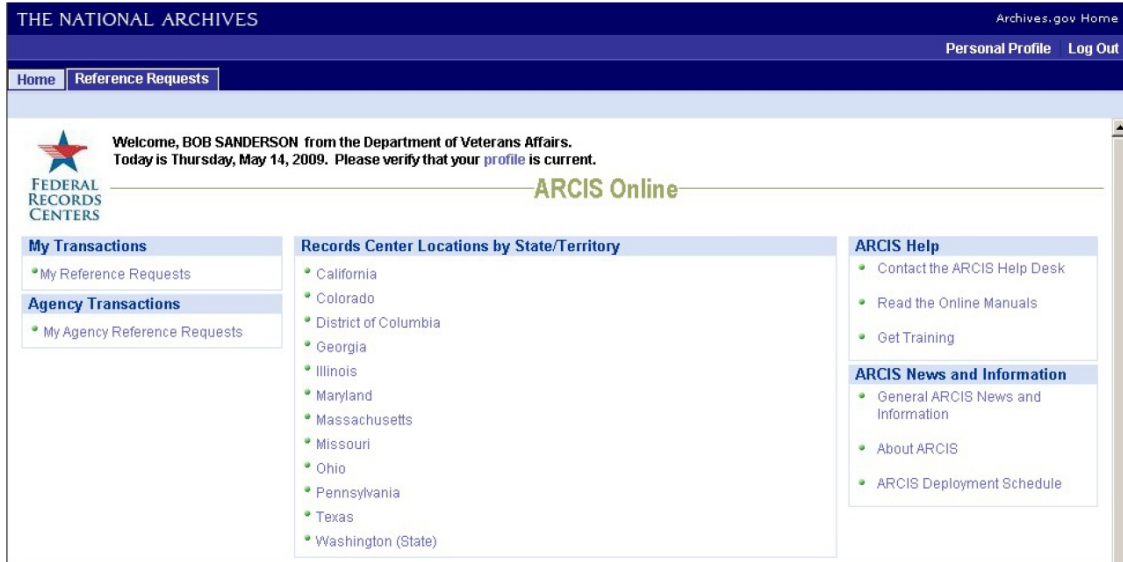 THE NATIONAL ARCHIVES
Archives.gov Home
Personal Profile Log Out
Home Reference Requests
Welcome, BOB SANDERSON from the Department of Veterans Affairs.
Today is Thursday, May 14, 2009. Please verify that your profile is current.
FEDERAL
RECORDS
CENTERS
ARCIS Online
My Transactions
My Reference Requests
Agency Transactions
My Agency Reference Requests
Records Center Locations by State/Territory
California
Colorado
District of Columbia
Georgia
Illinois
Maryland
Massachusetts
Missouri
Ohio
Pennsylvania
Texas
Washington (State)
ARCIS Help
Contact the ARCIS Help Desk
Read the Online Manuals
Get Training
ARCIS News and Information
General ARCIS News and
Information
About ARCIS
ARCIS Deployment Schedule